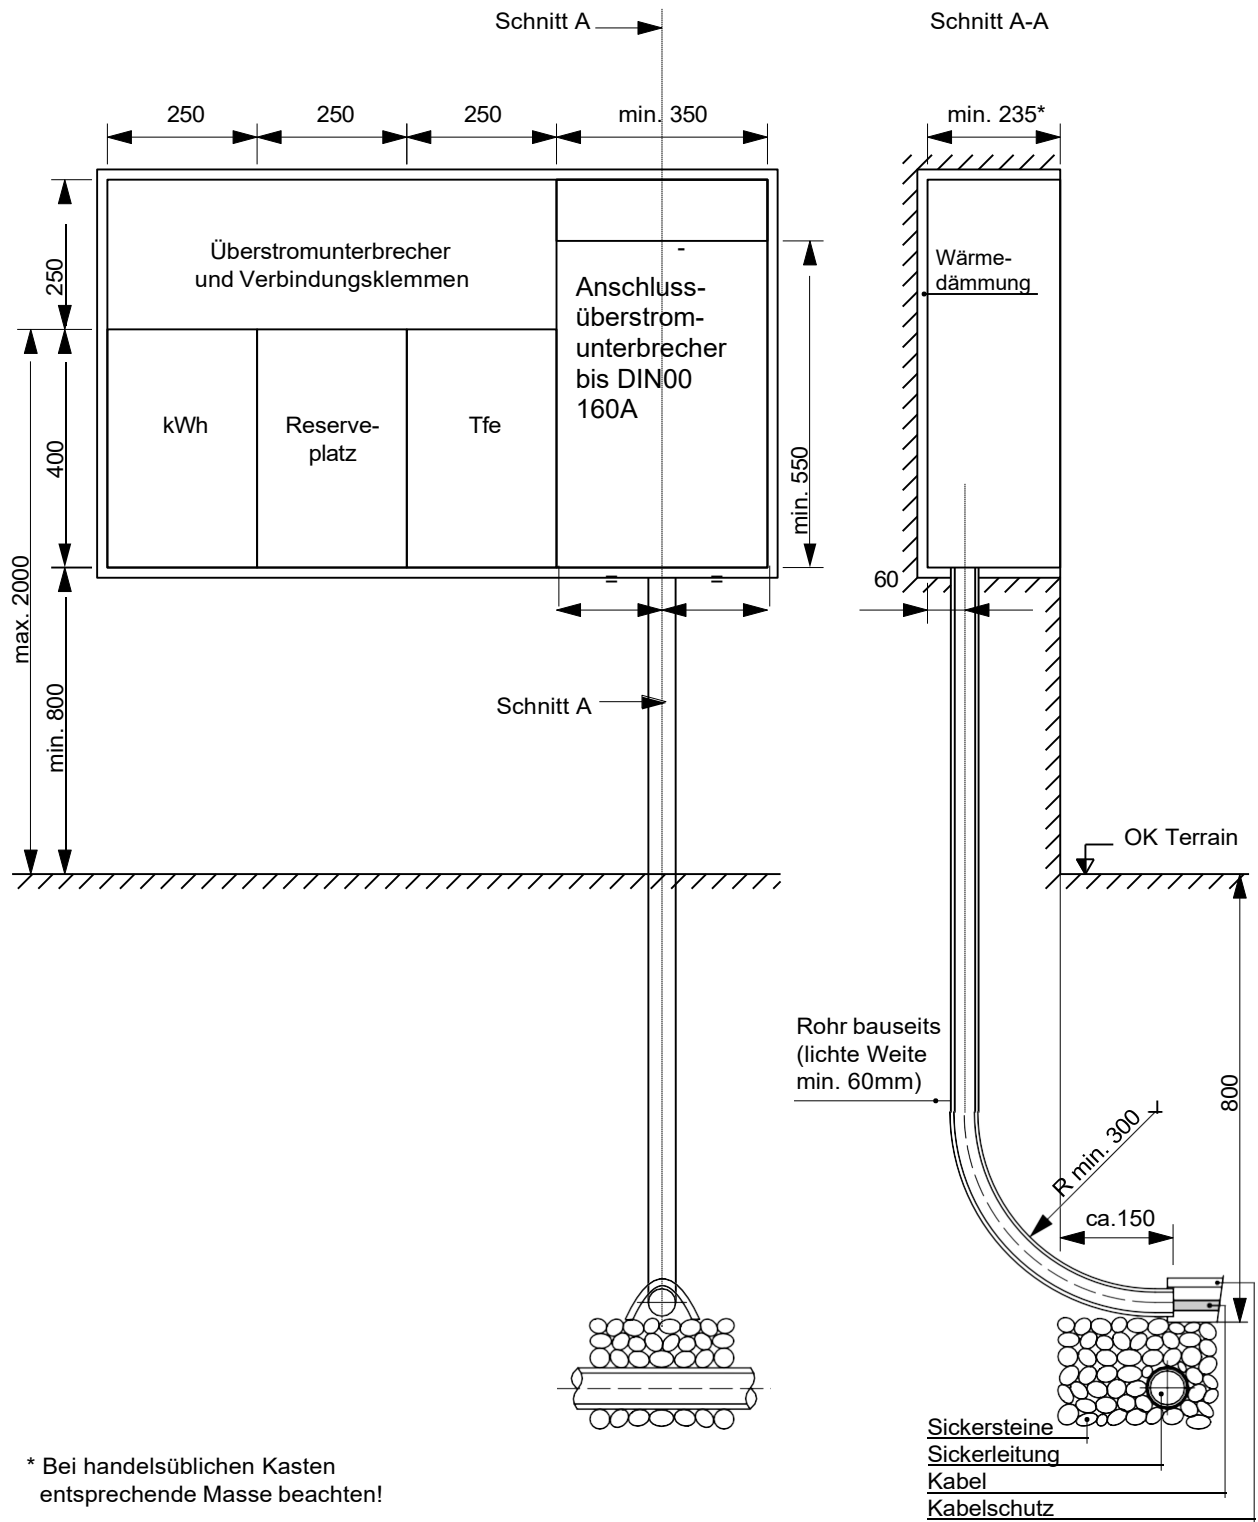 Schnitt A
Schnitt A-A
250
250
250
min. 350
min. 235*
Überstromunterbrecher
und Verbindungsklemmen
-
Anschluss-
überstrom-
unterbrecher
bis DIN00
160A
Wärme-
dämmung
250
400
kWh
Reserve-
platz
Tfe
min. 550
max. 2000
min. 800
=
=
60
Schnitt A
OK Terrain
Rohr bauseits
(lichte Weite
min. 60mm)
R min. 300
800
ca.150
Sickersteine
Sickerleitung
Kabel
Kabelschutz
* Bei handelsüblichen Kasten
entsprechende Masse beachten!